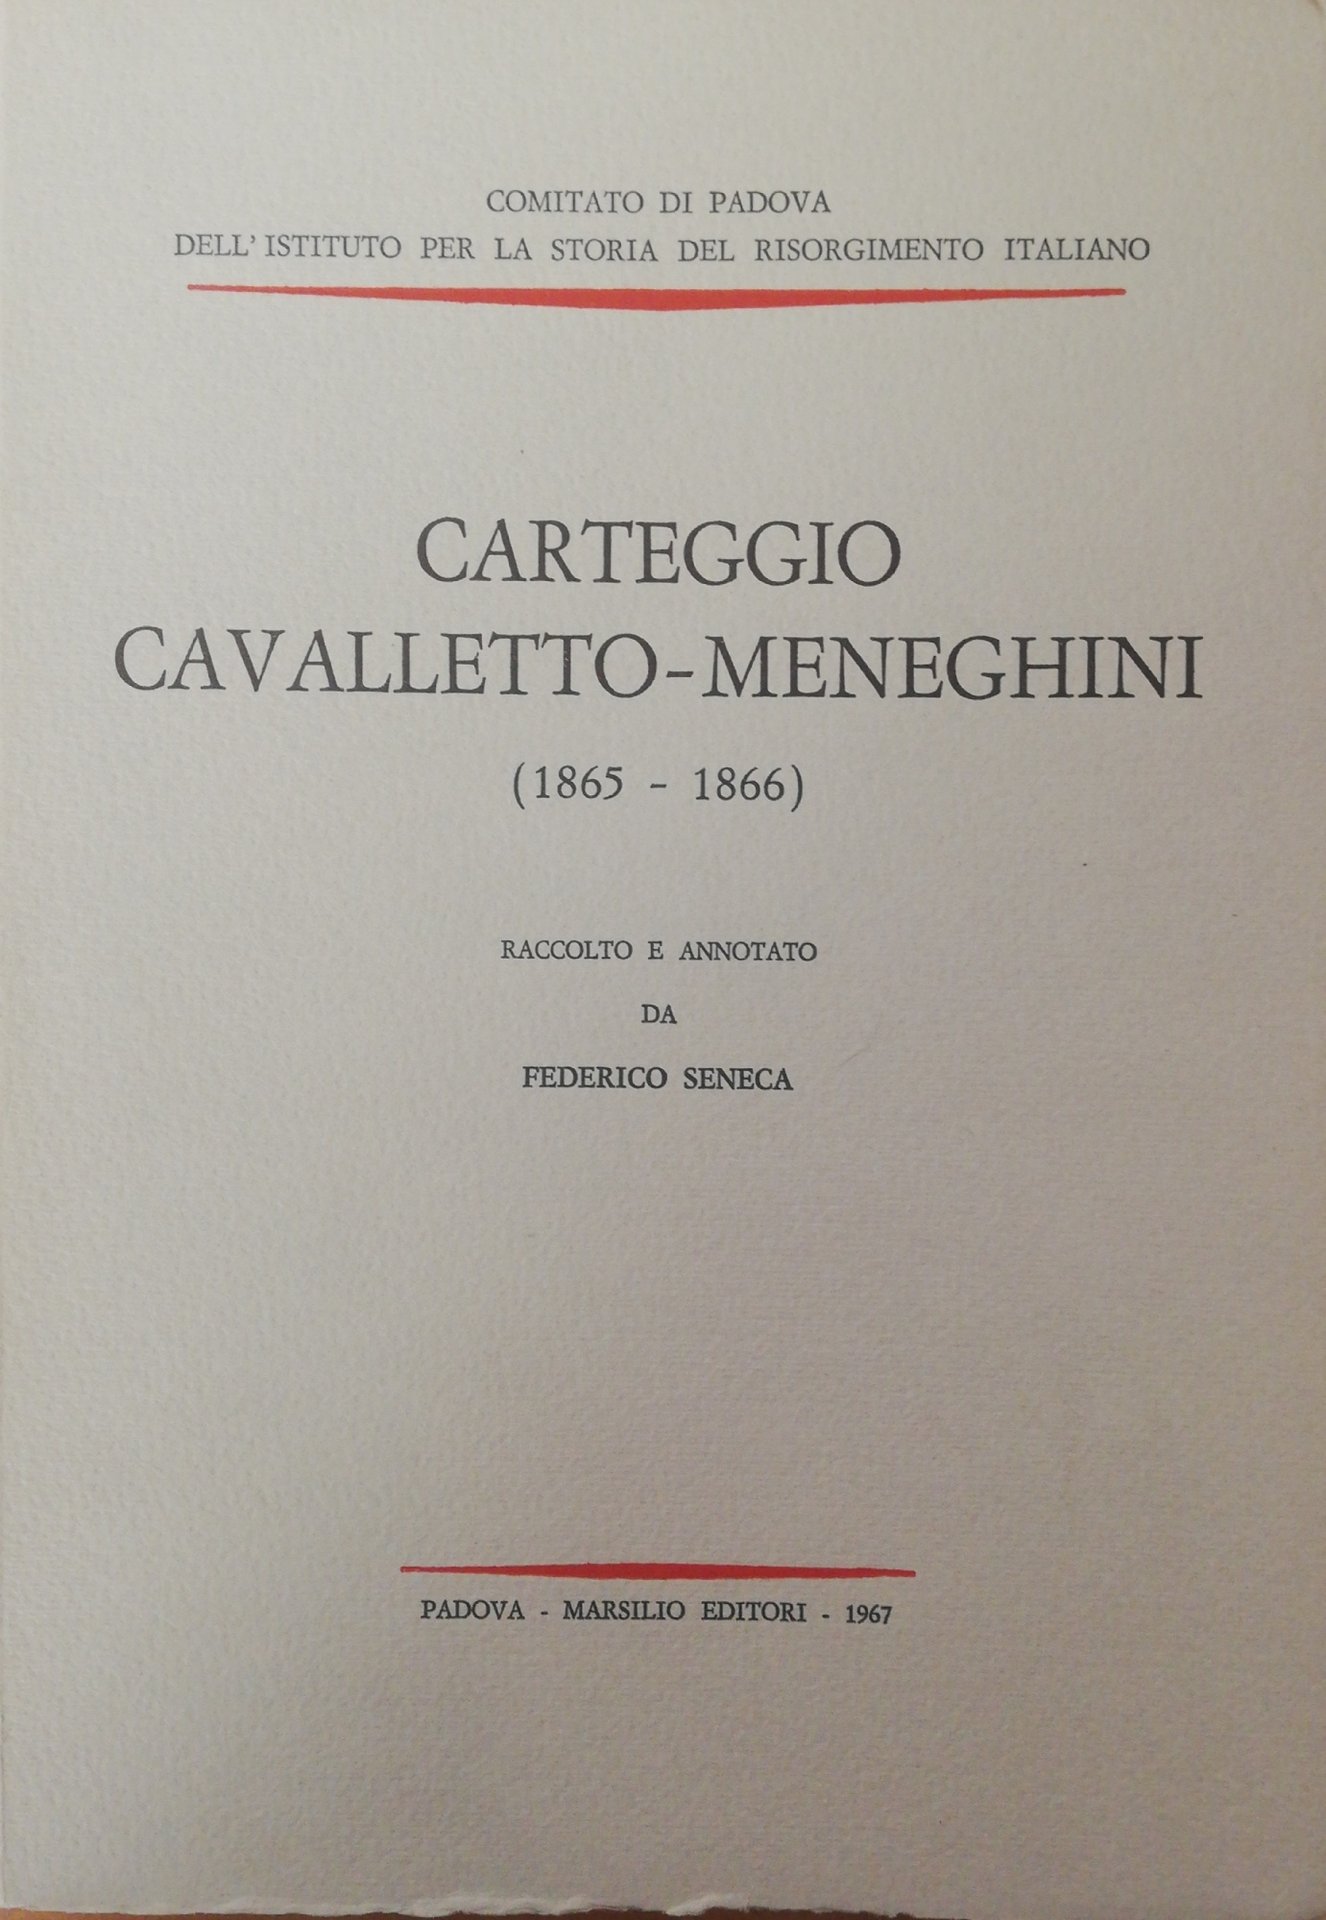 COMITATO DI PADOVA
DELL'ISTITUTO PER LA STORIA DEL RISORGIMENTO ITALIANO
CARTEGGIO
CAVALLETTO-MENEGHINI
(1865 - 1866)
RACCOLTO E ANNOTATO
DA
FEDERICO SENECA
PADOVA - MARSILIO EDITORI - 1967